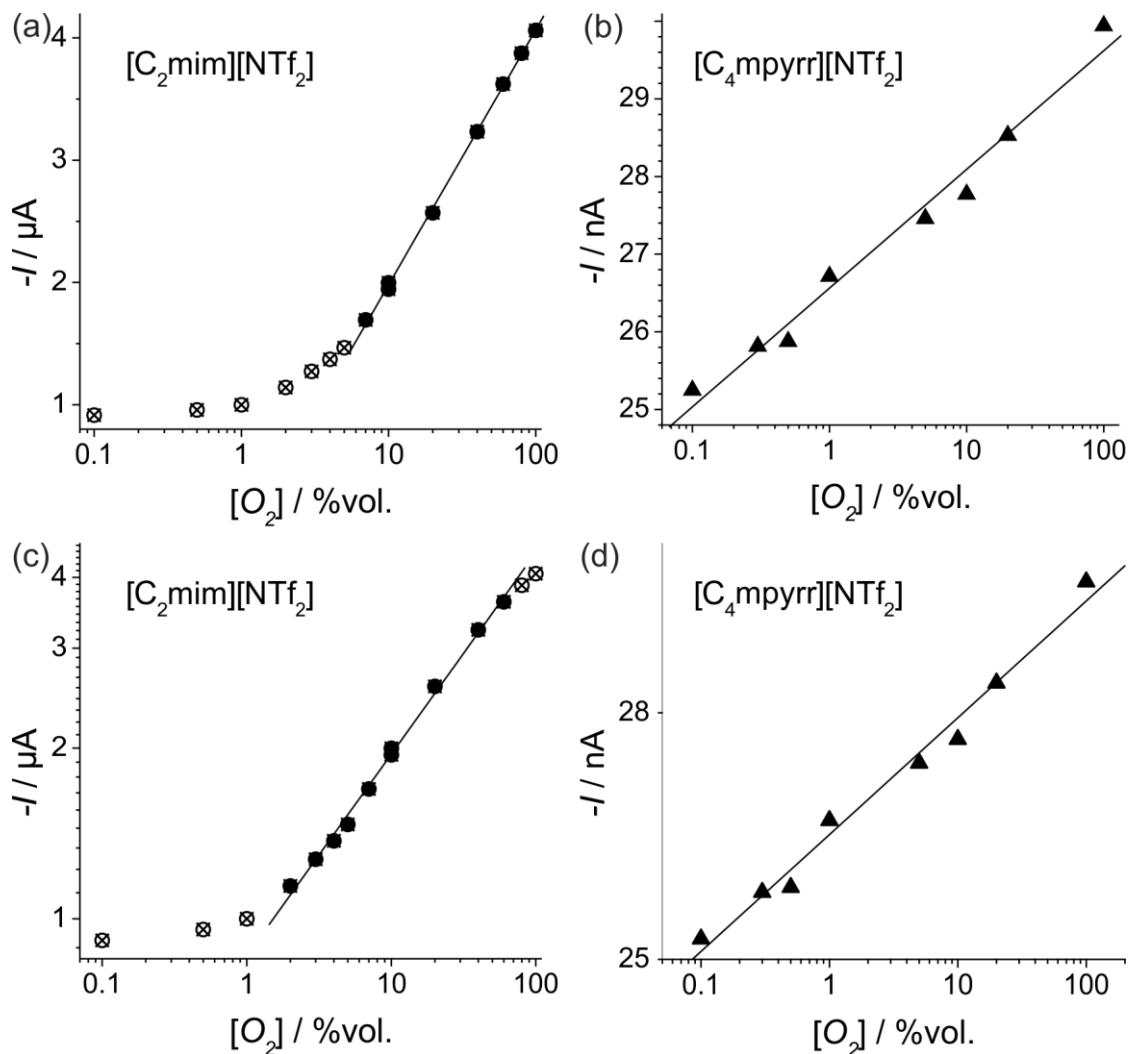 (a)
[C₂mim][NTf₂]
-I / µA
4
3
2
1
0.1 1 10 100
[O₂] / %vol.
(b)
[C₄mpyrr][NTf₂]
-I / nA
29
28
27
26
25
0.1 1 10 100
[O₂] / %vol.
(c)
[C₂mim][NTf₂]
-I / µA
4
3
2
1
0.1 1 10 100
[O₂] / %vol.
(d)
[C₄mpyrr][NTf₂]
-I / nA
28
25
0.1 1 10 100
[O₂] / %vol.